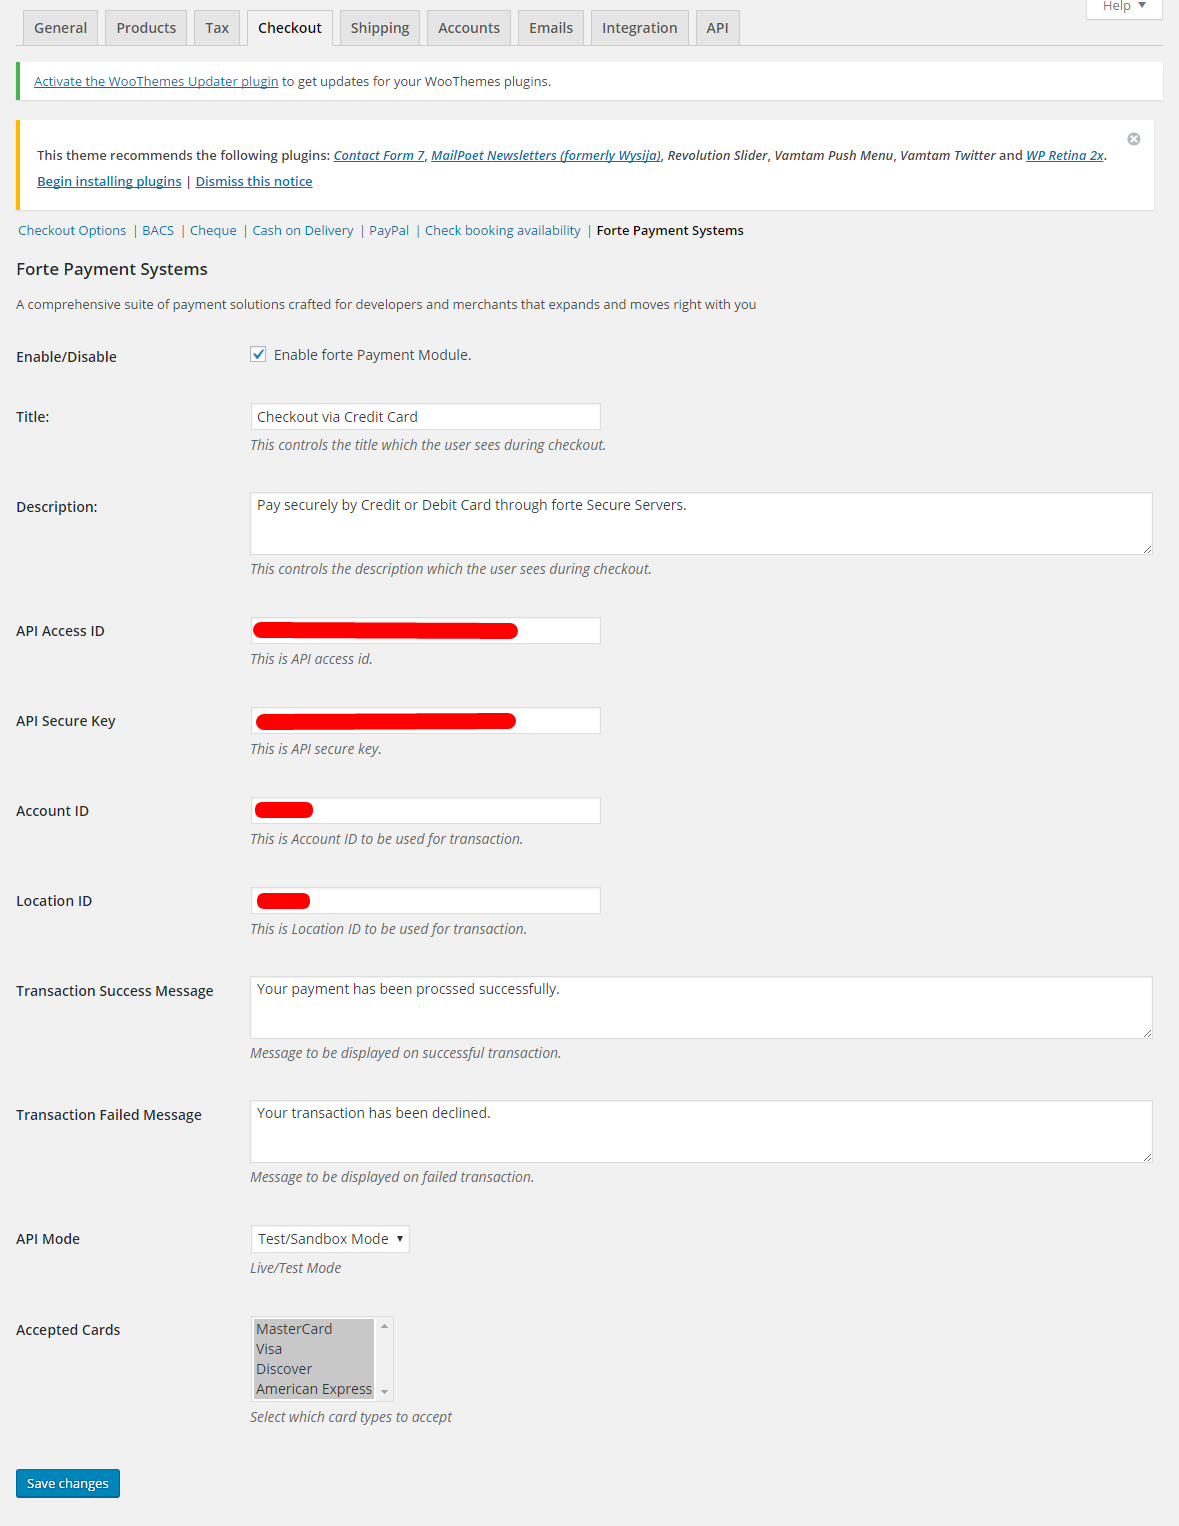 Help ▼
General Products Tax Checkout Shipping Accounts Emails Integration API
Activate the WooThemes Updater plugin to get updates for your WooThemes plugins.
This theme recommends the following plugins: Contact Form 7, MailPoet Newsletters (formerly Wysija), Revolution Slider, Vamtam Push Menu, Vamtam Twitter and WP Retina 2x.
Begin installing plugins | Dismiss this notice
Checkout Options | BACS | Cheque | Cash on Delivery | PayPal | Check booking availability | Forte Payment Systems
Forte Payment Systems
A comprehensive suite of payment solutions crafted for developers and merchants that expands and moves right with you
Enable/Disable Enable forte Payment Module.
Title: Checkout via Credit Card
This controls the title which the user sees during checkout.
Description: Pay securely by Credit or Debit Card through forte Secure Servers.
This controls the description which the user sees during checkout.
API Access ID
This is API access id.
API Secure Key
This is API secure key.
Account ID
This is Account ID to be used for transaction.
Location ID
This is Location ID to be used for transaction.
Transaction Success Message Your payment has been procssed successfully.
Message to be displayed on successful transaction.
Transaction Failed Message Your transaction has been declined.
Message to be displayed on failed transaction.
API Mode Test/Sandbox Mode ▼
Live/Test Mode
Accepted Cards MasterCard
Visa
Discover
American Express
Select which card types to accept
Save changes